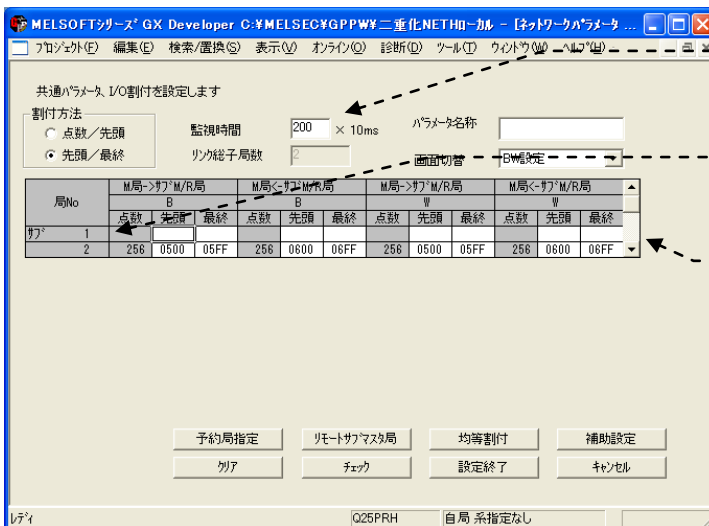 MELSOFTシリーズ GX Developer C:¥MELSEC¥GPPW¥二重化NETHローカル - [ネットワークパラメータ ...
プロジェクト(F) 編集(E) 検索/置換(S) 表示(V) オンライン(O) 診断(D) ツール(T) ウィンドウ(W) ヘルプ(H)
共通パラメータ、I/O割付を設定します
割付方法
点数/先頭
先頭/最終
監視時間 200 × 10ms
リンク総子局数 2
パラメータ名称
画面切替 BW設定
局No M局->サブM/R局 M局<-サブM/R局 M局->サブM/R局 M局<-サブM/R局
B B W W
点数 先頭 最終 点数 先頭 最終 点数 先頭 最終 点数 先頭 最終
サブ 1
2 256 0500 05FF 256 0600 06FF 256 0500 05FF 256 0600 06FF
予約局指定 リモートサブマスタ局 均等割付 補助設定
クリア チェック 設定終了 キャンセル
レディ Q25PRH 自局 系指定なし